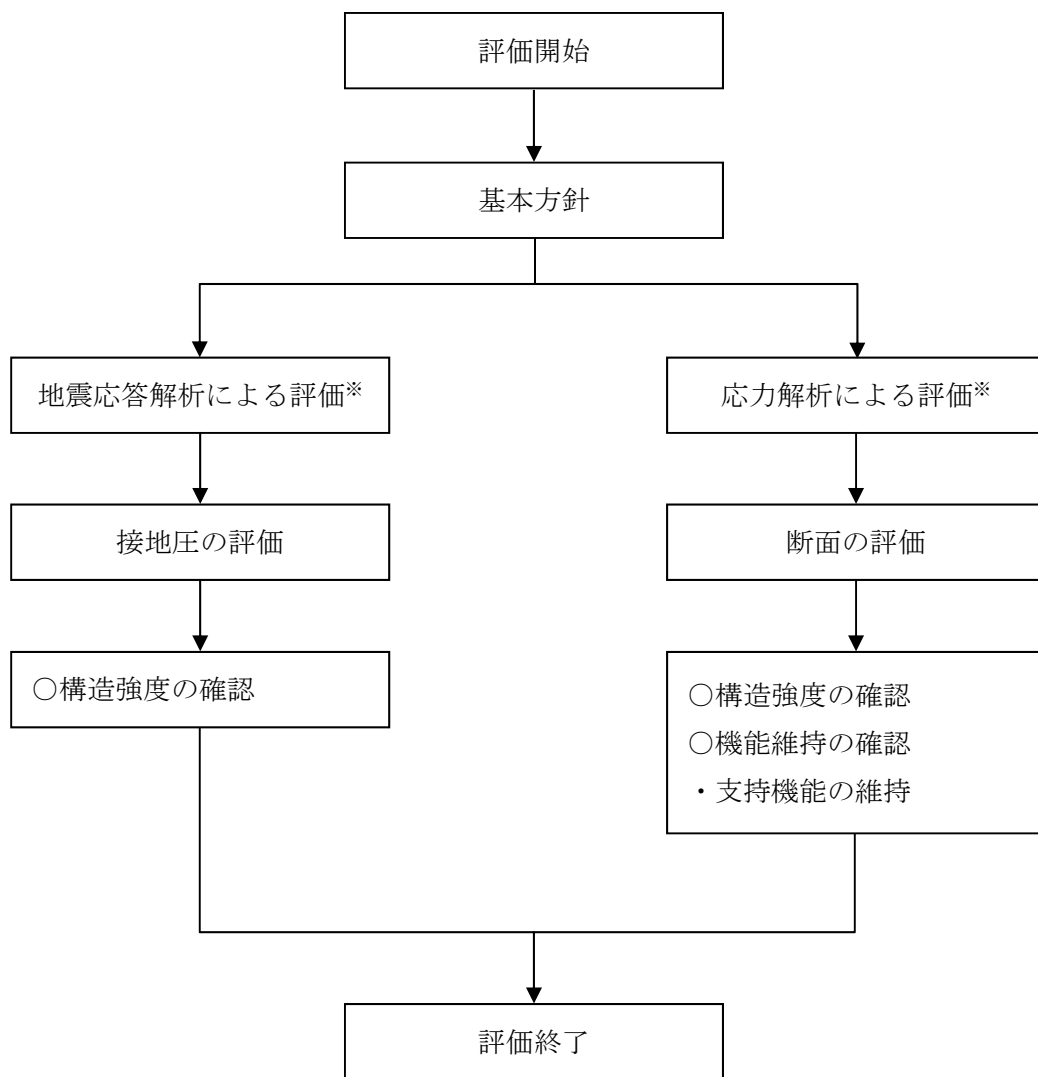 評価開始
基本方針
地震応答解析による評価※
応力解析による評価※
接地圧の評価
断面の評価
○構造強度の確認
○構造強度の確認
○機能維持の確認
・支持機能の維持
評価終了